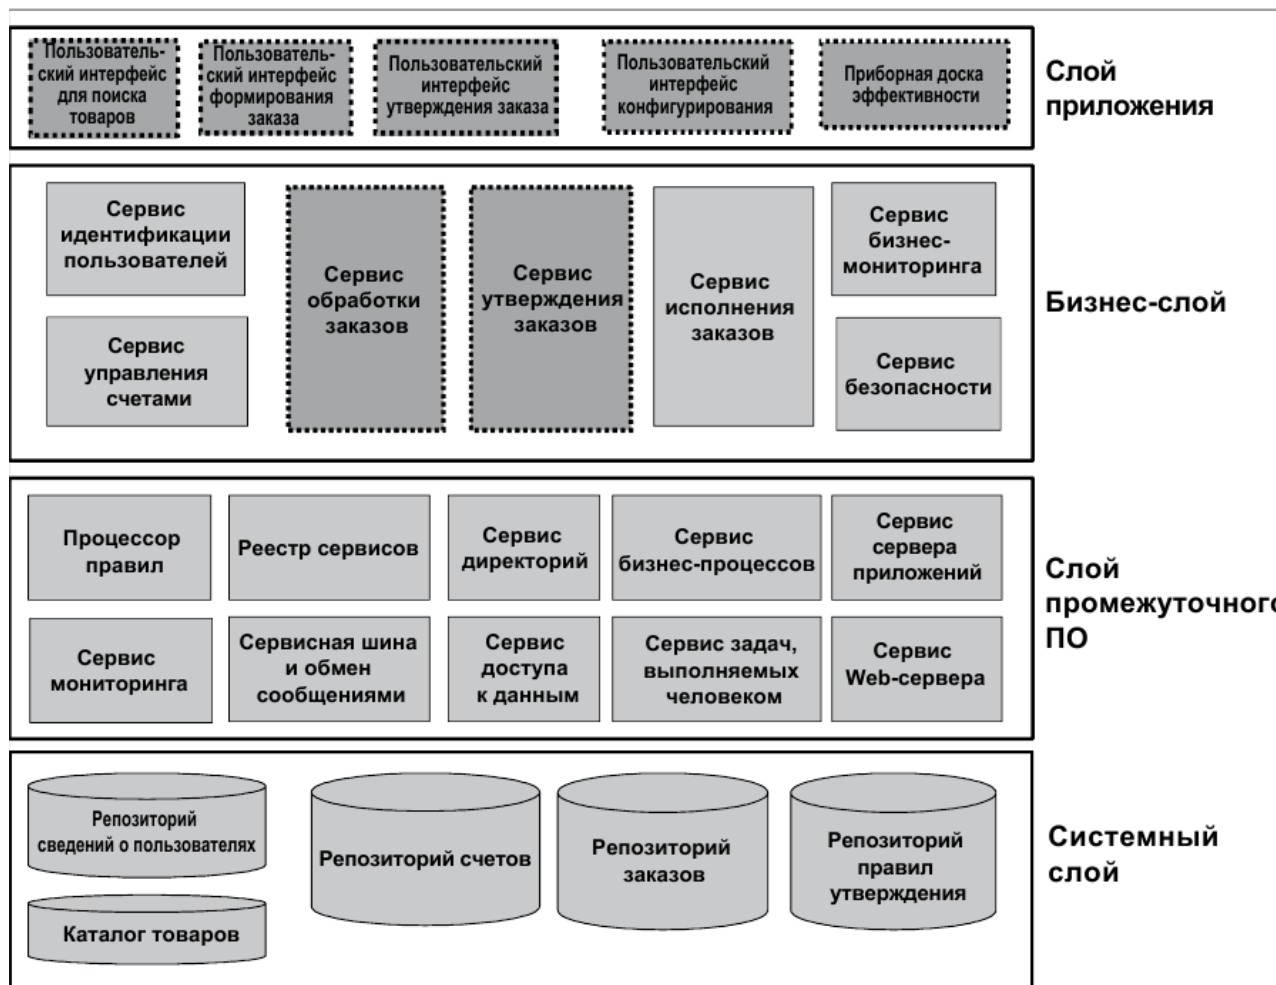 Пользователь-
ский интерфейс
для поиска
товаров
Пользователь-
ский интерфейс
формирования
заказа
Пользовательский
интерфейс
утверждения заказа
Пользовательский
интерфейс
конфигурирования
Приборная доска
эффективности
Слой
приложения
Сервис
идентификации
пользователей
Сервис
управления
счетами
Сервис
обработки
заказов
Сервис
утверждения
заказов
Сервис
исполнения
заказов
Сервис
бизнес-
мониторинга
Сервис
безопасности
Бизнес-слой
Процессор
правил
Реестр сервисов
Сервис
директорий
Сервис
бизнес-процессов
Сервис
сервера
приложений
Сервис
мониторинга
Сервисная шина
и обмен
сообщениями
Сервис
доступа
к данным
Сервис задач,
выполняемых
человеком
Сервис
Web-сервера
Слой
промежуточного
ПО
Репозиторий
сведений о пользователях
Каталог товаров
Репозиторий счетов
Репозиторий
заказов
Репозиторий
правил
утверждения
Системный
слой